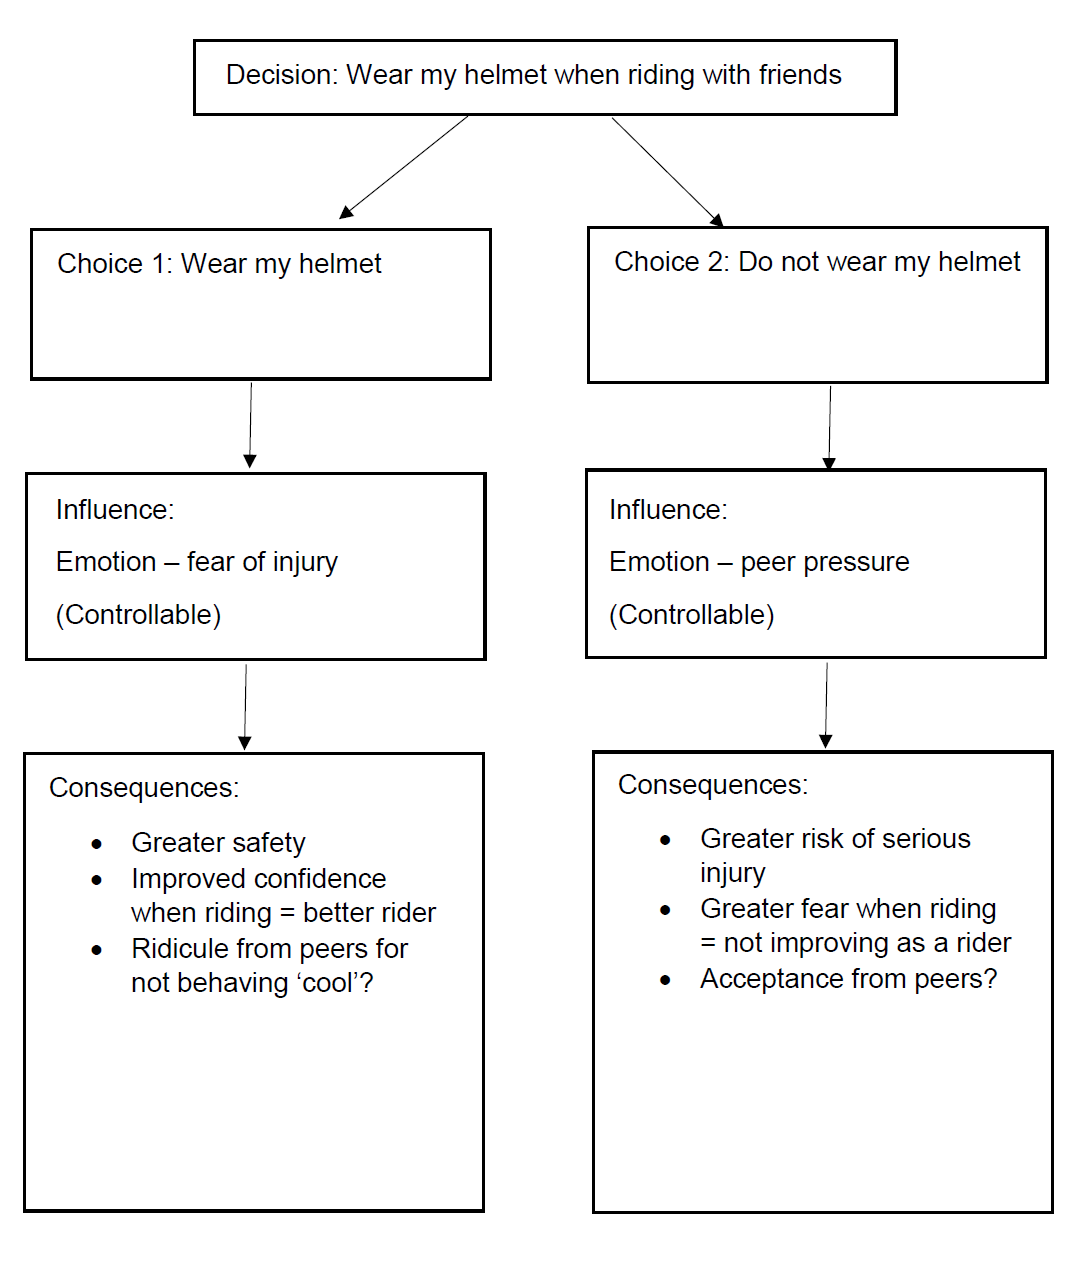 Decision: Wear my helmet when riding with friends
Choice 1: Wear my helmet
Choice 2: Do not wear my helmet
Influence:
Emotion – fear of injury
(Controllable)
Influence:
Emotion – peer pressure
(Controllable)
Consequences:
• Greater safety
• Improved confidence
when riding = better rider
• Ridicule from peers for
not behaving ‘cool’?
Consequences:
• Greater risk of serious
injury
• Greater fear when riding
= not improving as a rider
• Acceptance from peers?